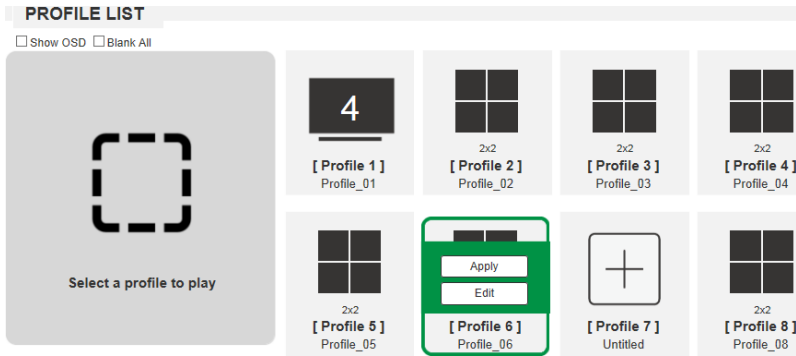 PROFILE LIST
Show OSD Blank All
4
2x2 2x2 2x2
[ Profile 1 ] [ Profile 2 ] [ Profile 3 ] [ Profile 4 ]
Profile_01 Profile_02 Profile_03 Profile_04
Select a profile to play
Apply
Edit
2x2 2x2
[ Profile 5 ] [ Profile 6 ] [ Profile 7 ] [ Profile 8 ]
Profile_05 Profile_06 Untitled Profile_08